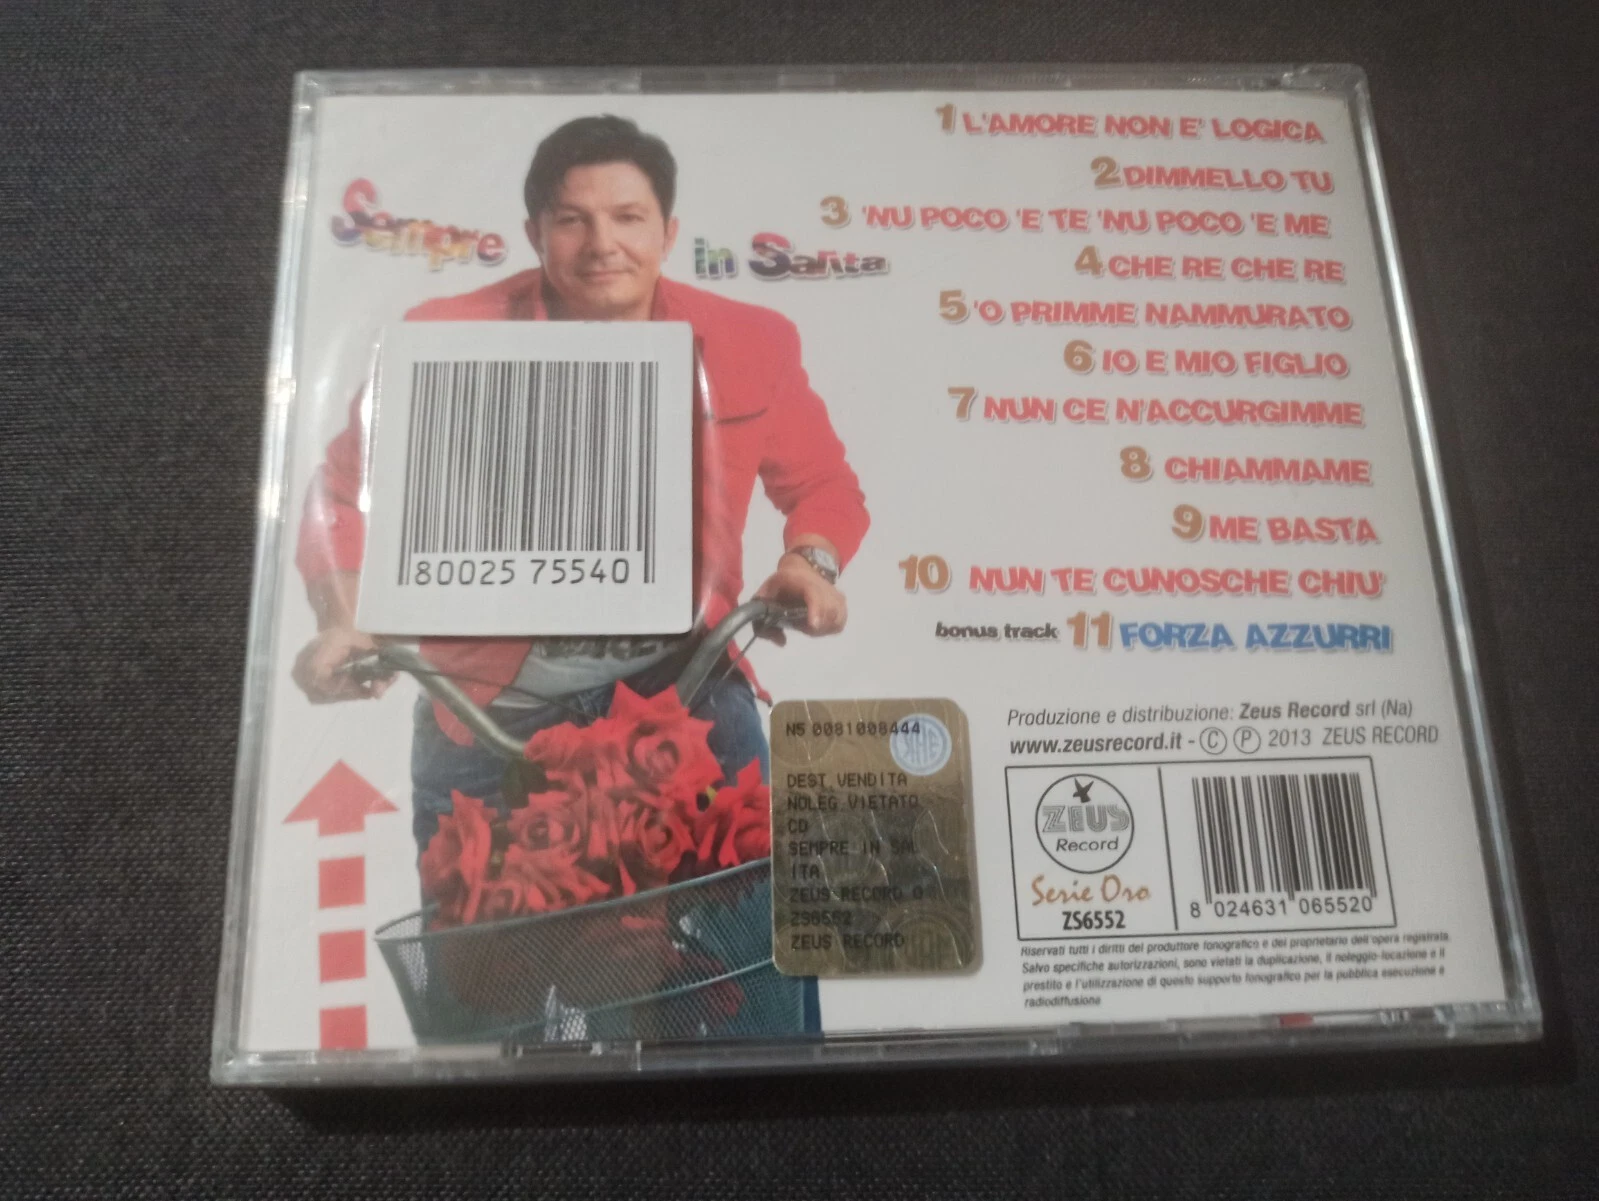 Sempre in Salita
1 L'AMORE NON E' LOGICA
2 DIMMELLO TU
3 'NU POCO 'E TE 'NU POCO 'E ME
4 CHE RE CHE RE
5 'O PRIMME NAMMURATO
6 IO E MIO FIGLIO
7 NUN CE N'ACCURGIMME
8 CHIAMMAME
9 ME BASTA
10 NUN TE CUNOSCHE CHIU'
bonus track 11 FORZA AZZURRI
80025 75540
N5 0081008444
SIAE
DEST.VENDITA
NOLEG.VIETATO
CD
SEMPRE IN SAL
ITA
ZEUS RECORD 0
ZS6552
ZEUS RECORD
Produzione e distribuzione: Zeus Record srl (Na)
www.zeusrecord.it - © ℗ 2013 ZEUS RECORD
ZEUS
Record
Serie Oro
ZS6552
8 024631 065520
Riservati tutti i diritti del produttore fonografico e del proprietario dell'opera registrata.
Salvo specifiche autorizzazioni, sono vietati la duplicazione, il noleggio-locazione e il
prestito e l'utilizzazione di questo supporto fonografico per la pubblica esecuzione e
radiodiffusione